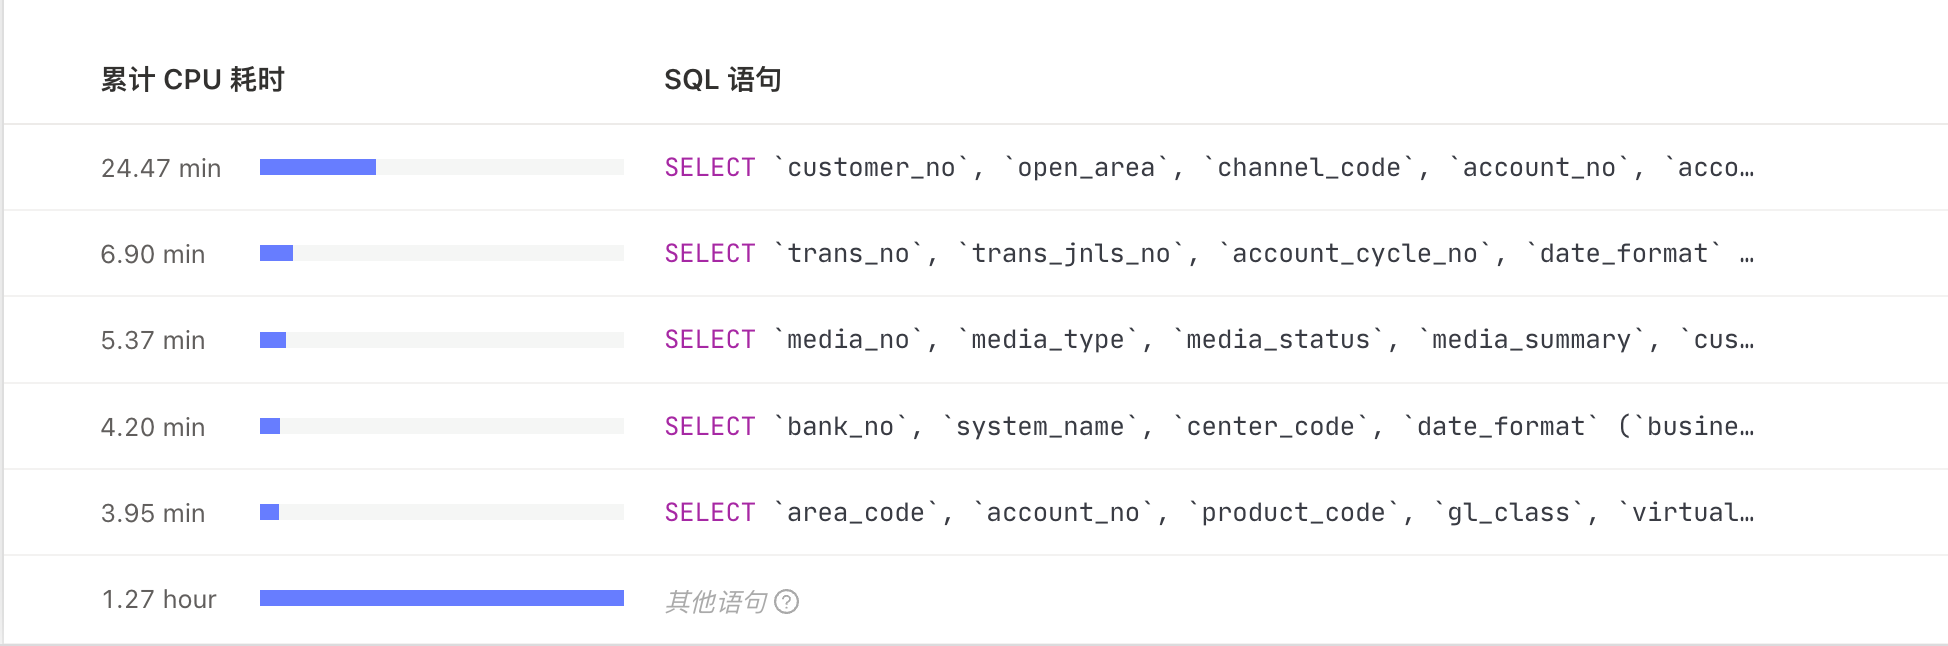 累计 CPU 耗时 SQL 语句
24.47 min SELECT `customer_no`, `open_area`, `channel_code`, `account_no`, `acco…
6.90 min SELECT `trans_no`, `trans_jnls_no`, `account_cycle_no`, `date_format` …
5.37 min SELECT `media_no`, `media_type`, `media_status`, `media_summary`, `cus…
4.20 min SELECT `bank_no`, `system_name`, `center_code`, `date_format` (`busine…
3.95 min SELECT `area_code`, `account_no`, `product_code`, `gl_class`, `virtual…
1.27 hour 其他语句 ?